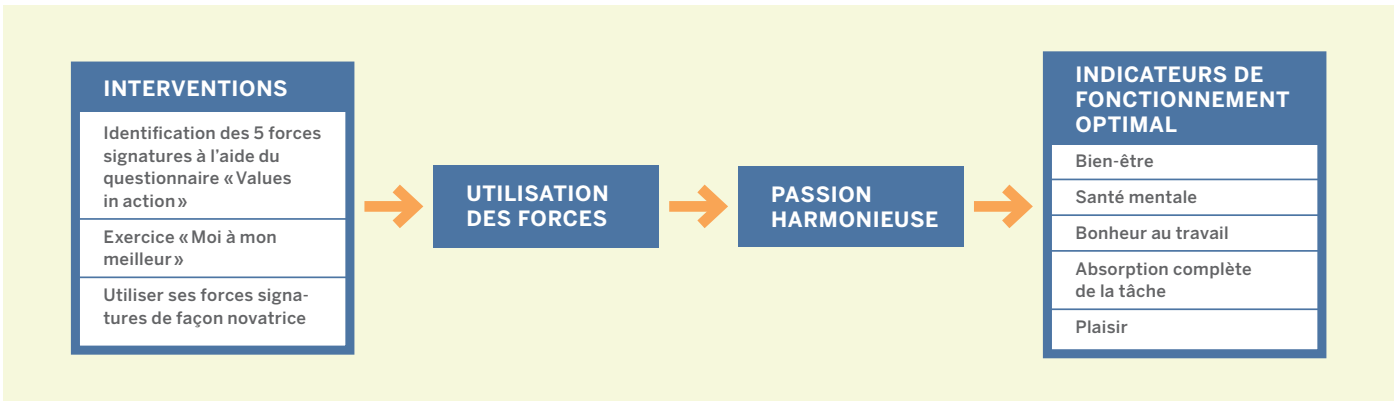 INTERVENTIONS
Identification des 5 forces
signatures à l'aide du
questionnaire «Values
in action»
Exercice «Moi à mon
meilleur»
Utiliser ses forces signa-
tures de façon novatrice
UTILISATION
DES FORCES
PASSION
HARMONIEUSE
INDICATEURS DE
FONCTIONNEMENT
OPTIMAL
Bien-être
Santé mentale
Bonheur au travail
Absorption complète
de la tâche
Plaisir